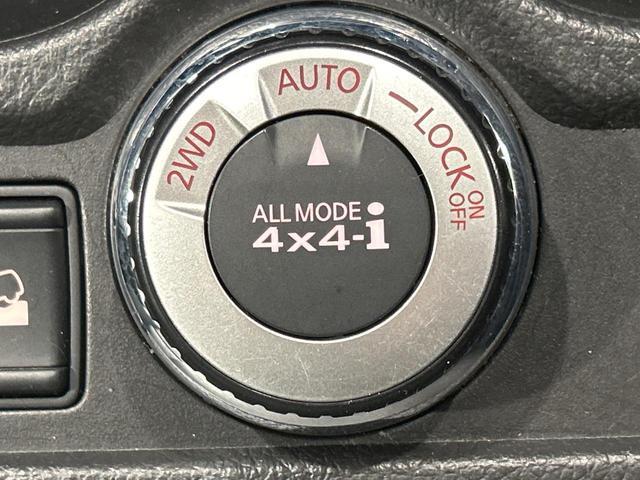 2WD
AUTO
LOCK
ON
OFF
ALL MODE
4x4-i